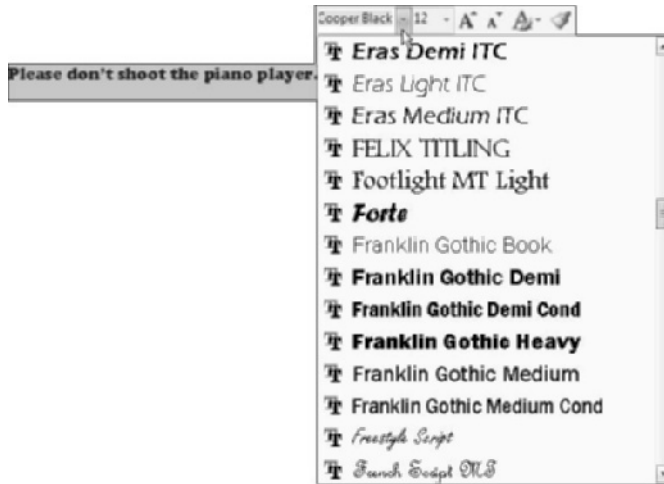 Cooper Black 12
Please don't shoot the piano player.
Eras Demi ITC
Eras Light ITC
Eras Medium ITC
FELIX TITLING
Footlight MT Light
Forte
Franklin Gothic Book
Franklin Gothic Demi
Franklin Gothic Demi Cond
Franklin Gothic Heavy
Franklin Gothic Medium
Franklin Gothic Medium Cond
Freestyle Script
French Script MT